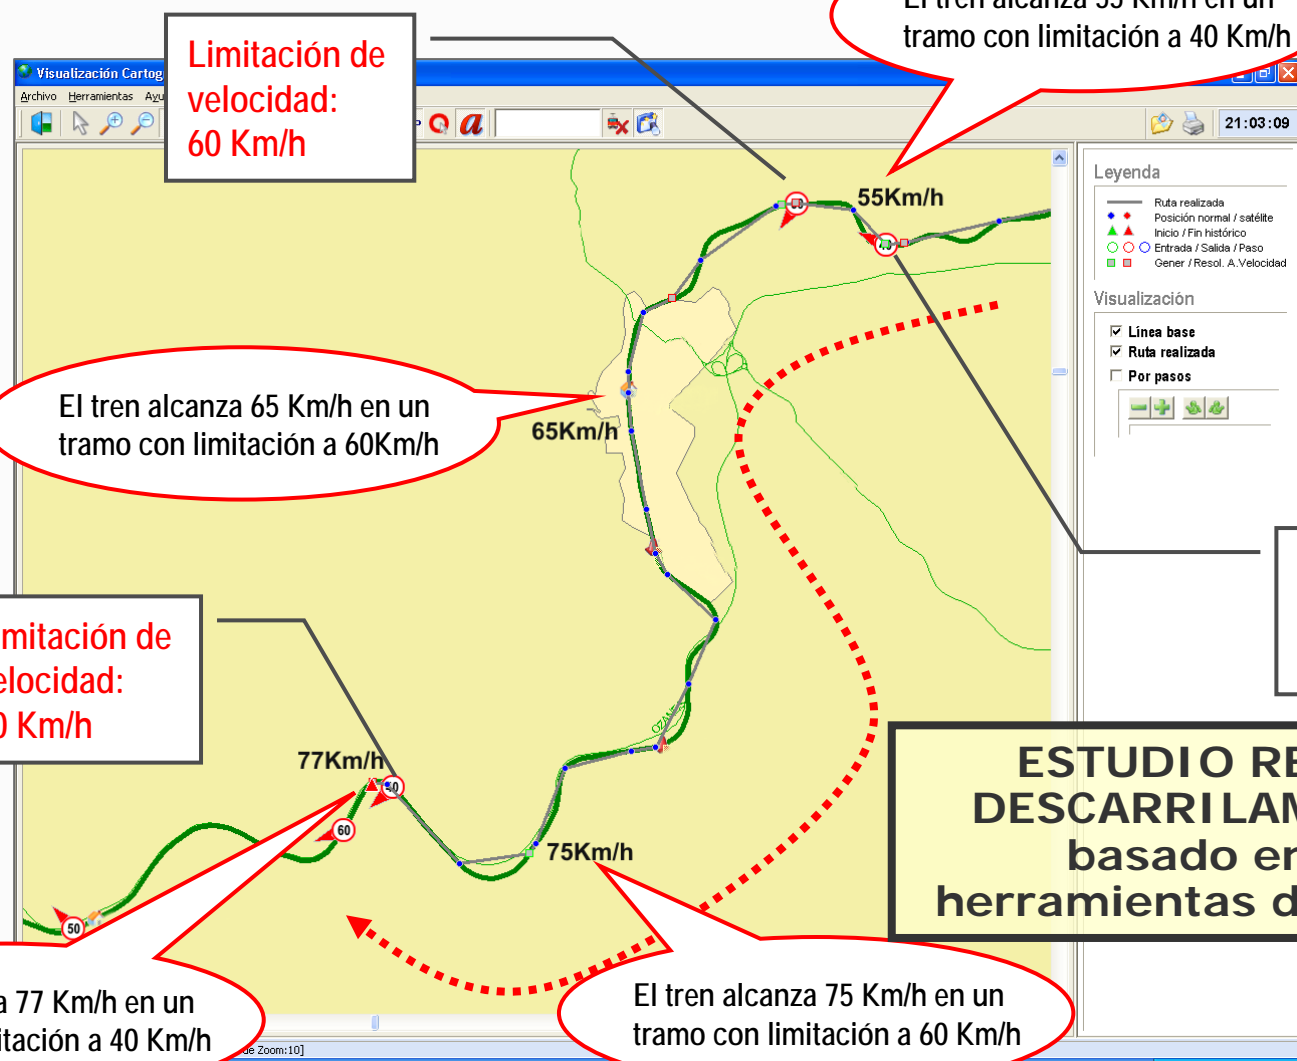 El tren alcanza 55 Km/h en un
tramo con limitación a 40 Km/h
Limitación de
velocidad:
60 Km/h
Visualización Cartog
Archivo Herramientas Ayu
a
21:03:09
Leyenda
Ruta realizada
Posición normal / satélite
Inicio / Fin histórico
Entrada / Salida / Paso
Gener / Resol. A.Velocidad
Visualización
Línea base
Ruta realizada
Por pasos
55Km/h
El tren alcanza 65 Km/h en un
tramo con limitación a 60Km/h
65Km/h
mitación de
elocidad:
0 Km/h
77Km/h
40
60
75Km/h
50
ESTUDIO RE
DESCARRILAM
basado en
herramientas d
a 77 Km/h en un
itación a 40 Km/h
El tren alcanza 75 Km/h en un
tramo con limitación a 60 Km/h
de Zoom:10]